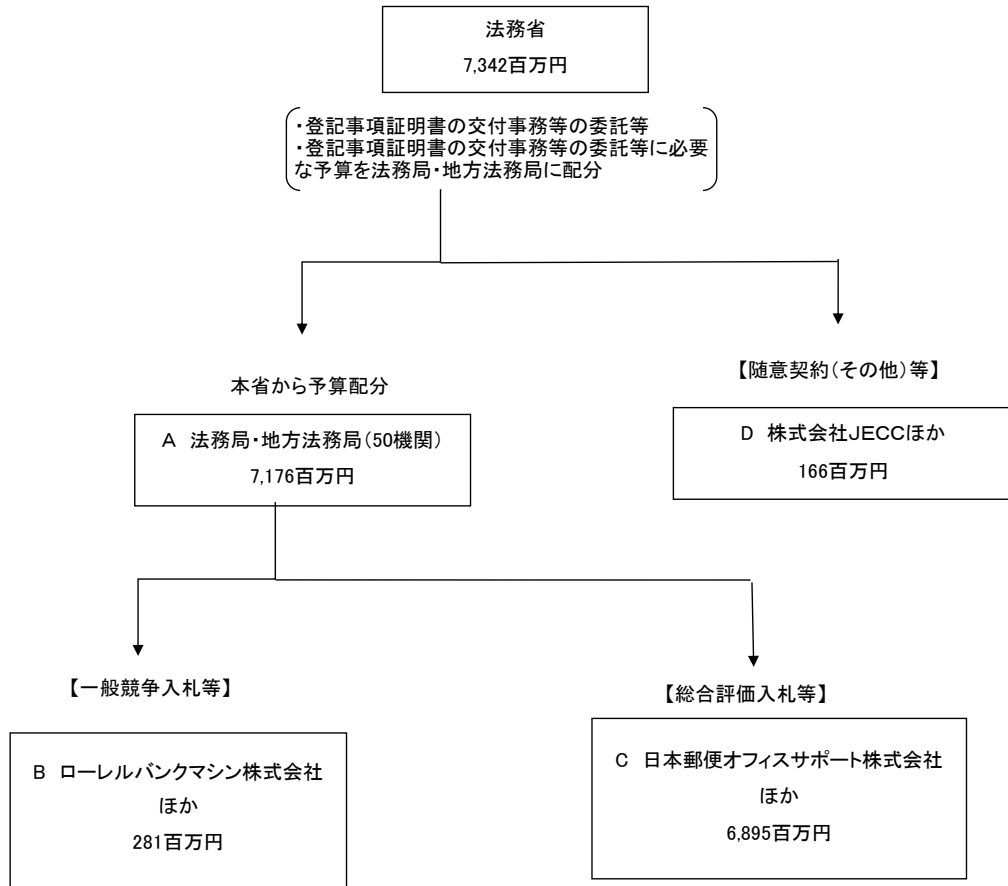 法務省
7,342百万円
・登記事項証明書の交付事務等の委託等
・登記事項証明書の交付事務等の委託等に必要
な予算を法務局・地方法務局に配分
本省から予算配分
A 法務局・地方法務局(50機関)
7,176百万円
【随意契約(その他)等】
D 株式会社JECCほか
166百万円
【一般競争入札等】
B ローレルバンクマシン株式会社
ほか
281百万円
【総合評価入札等】
C 日本郵便オフィスサポート株式会社
ほか
6,895百万円